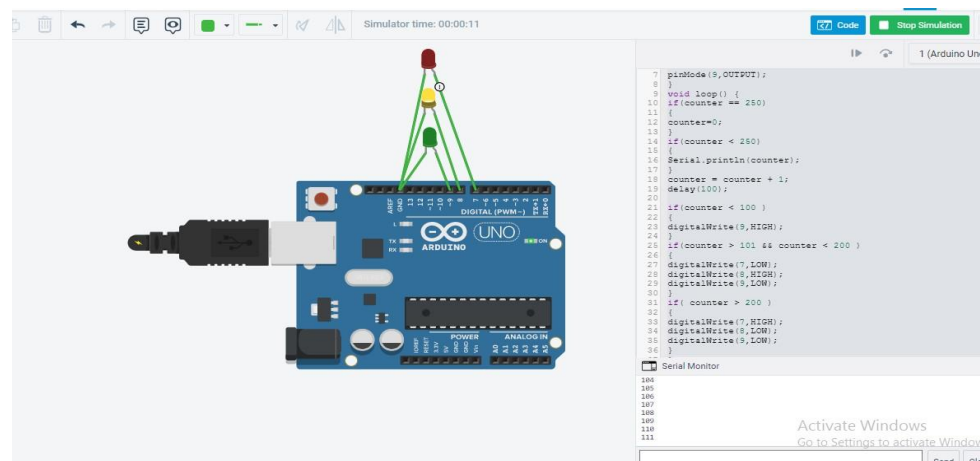 Simulator time: 00:00:11
Code
Stop Simulation
1 (Arduino Uno
7 pinMode(9,OUTPUT);
8 }
9 void loop() {
10 if(counter == 250)
11 {
12 counter=0;
13 }
14 if(counter < 250)
15 {
16 Serial.println(counter);
17 }
18 counter = counter + 1;
19 delay(100);
20
21 if(counter < 100 )
22 {
23 digitalWrite(9,HIGH);
24 }
25 if(counter > 101 && counter < 200 )
26 {
27 digitalWrite(7,LOW);
28 digitalWrite(8,HIGH);
29 digitalWrite(9,LOW);
30 }
31 if( counter > 200 )
32 {
33 digitalWrite(7,HIGH);
34 digitalWrite(8,LOW);
35 digitalWrite(9,LOW);
36 }
AREF
GND
13
12
~11
~10
~9
8
7
~6
~5
~4
~3
2
TX→1
RX←0
DIGITAL (PWM~)
L
TX
RX
UNO
ARDUINO
ON
POWER
ANALOG IN
IOREF
RESET
3.3V
5V
GND
GND
Vin
A0
A1
A2
A3
A4
A5
Serial Monitor
104
105
106
107
108
109
110
111
Activate Windows
Go to Settings to activate Window